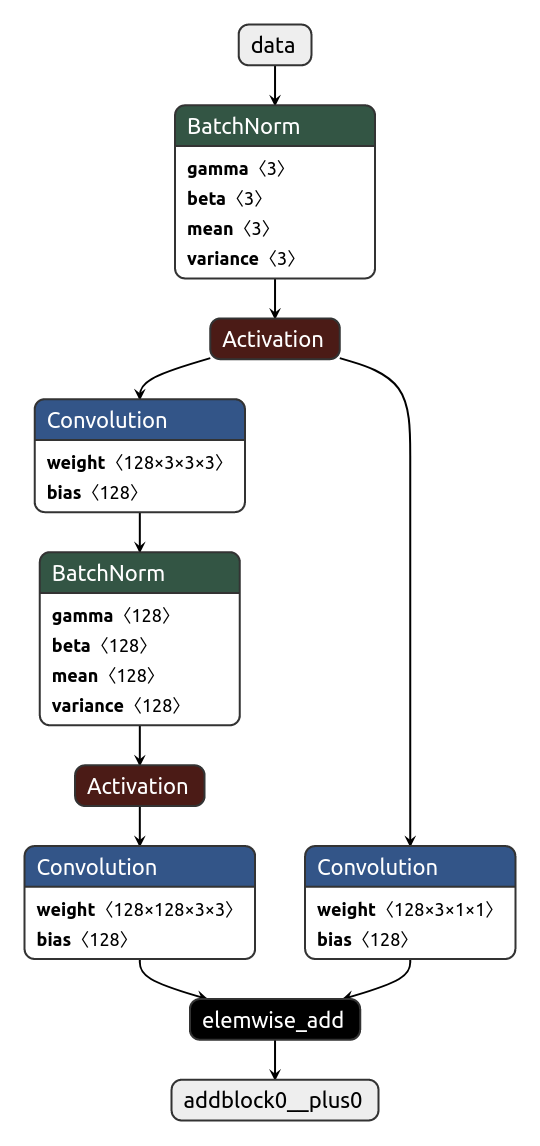 data
BatchNorm
gamma〈3〉
beta〈3〉
mean〈3〉
variance〈3〉
Activation
Convolution
weight〈128×3×3×3〉
bias〈128〉
BatchNorm
gamma〈128〉
beta〈128〉
mean〈128〉
variance〈128〉
Activation
Convolution
weight〈128×128×3×3〉
bias〈128〉
Convolution
weight〈128×3×1×1〉
bias〈128〉
elemwise_add
addblock0__plus0